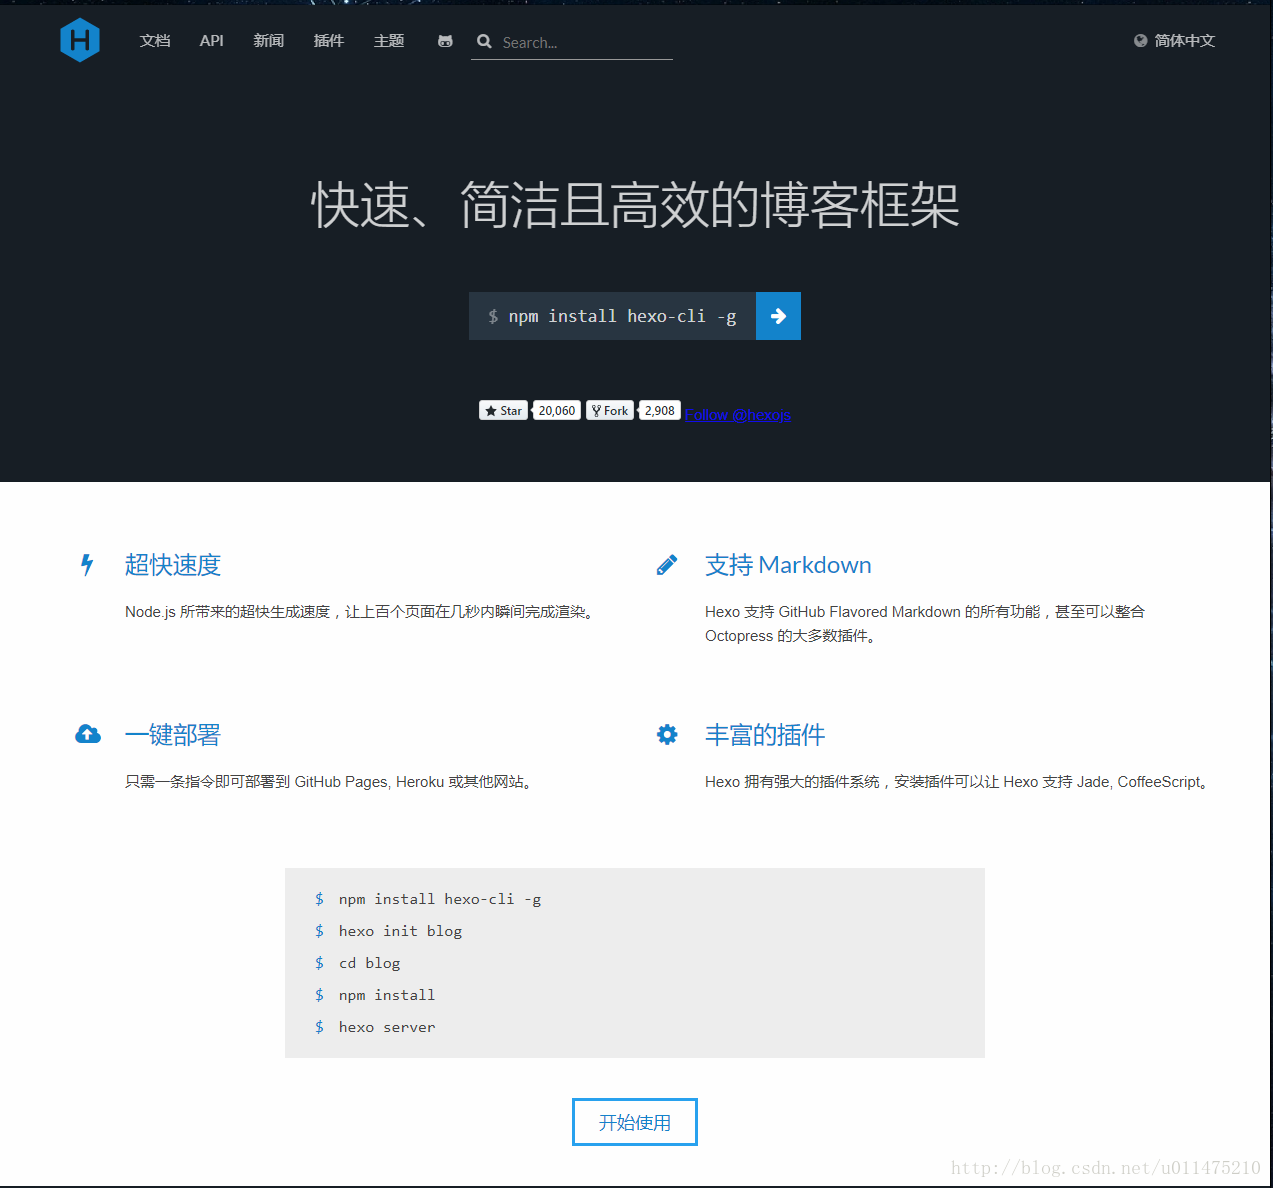 H
文档 API 新闻 插件 主题 Search... 简体中文
快速、简洁且高效的博客框架
$ npm install hexo-cli -g
Star 20,060 Fork 2,908 Follow @hexojs
超快速度
Node.js 所带来的超快生成速度，让上百个页面在几秒内瞬间完成渲染。
支持 Markdown
Hexo 支持 GitHub Flavored Markdown 的所有功能，甚至可以整合
Octopress 的大多数插件。
一键部署
只需一条指令即可部署到 GitHub Pages, Heroku 或其他网站。
丰富的插件
Hexo 拥有强大的插件系统，安装插件可以让 Hexo 支持 Jade, CoffeeScript。
$ npm install hexo-cli -g
$ hexo init blog
$ cd blog
$ npm install
$ hexo server
开始使用
http://blog.csdn.net/u011475210